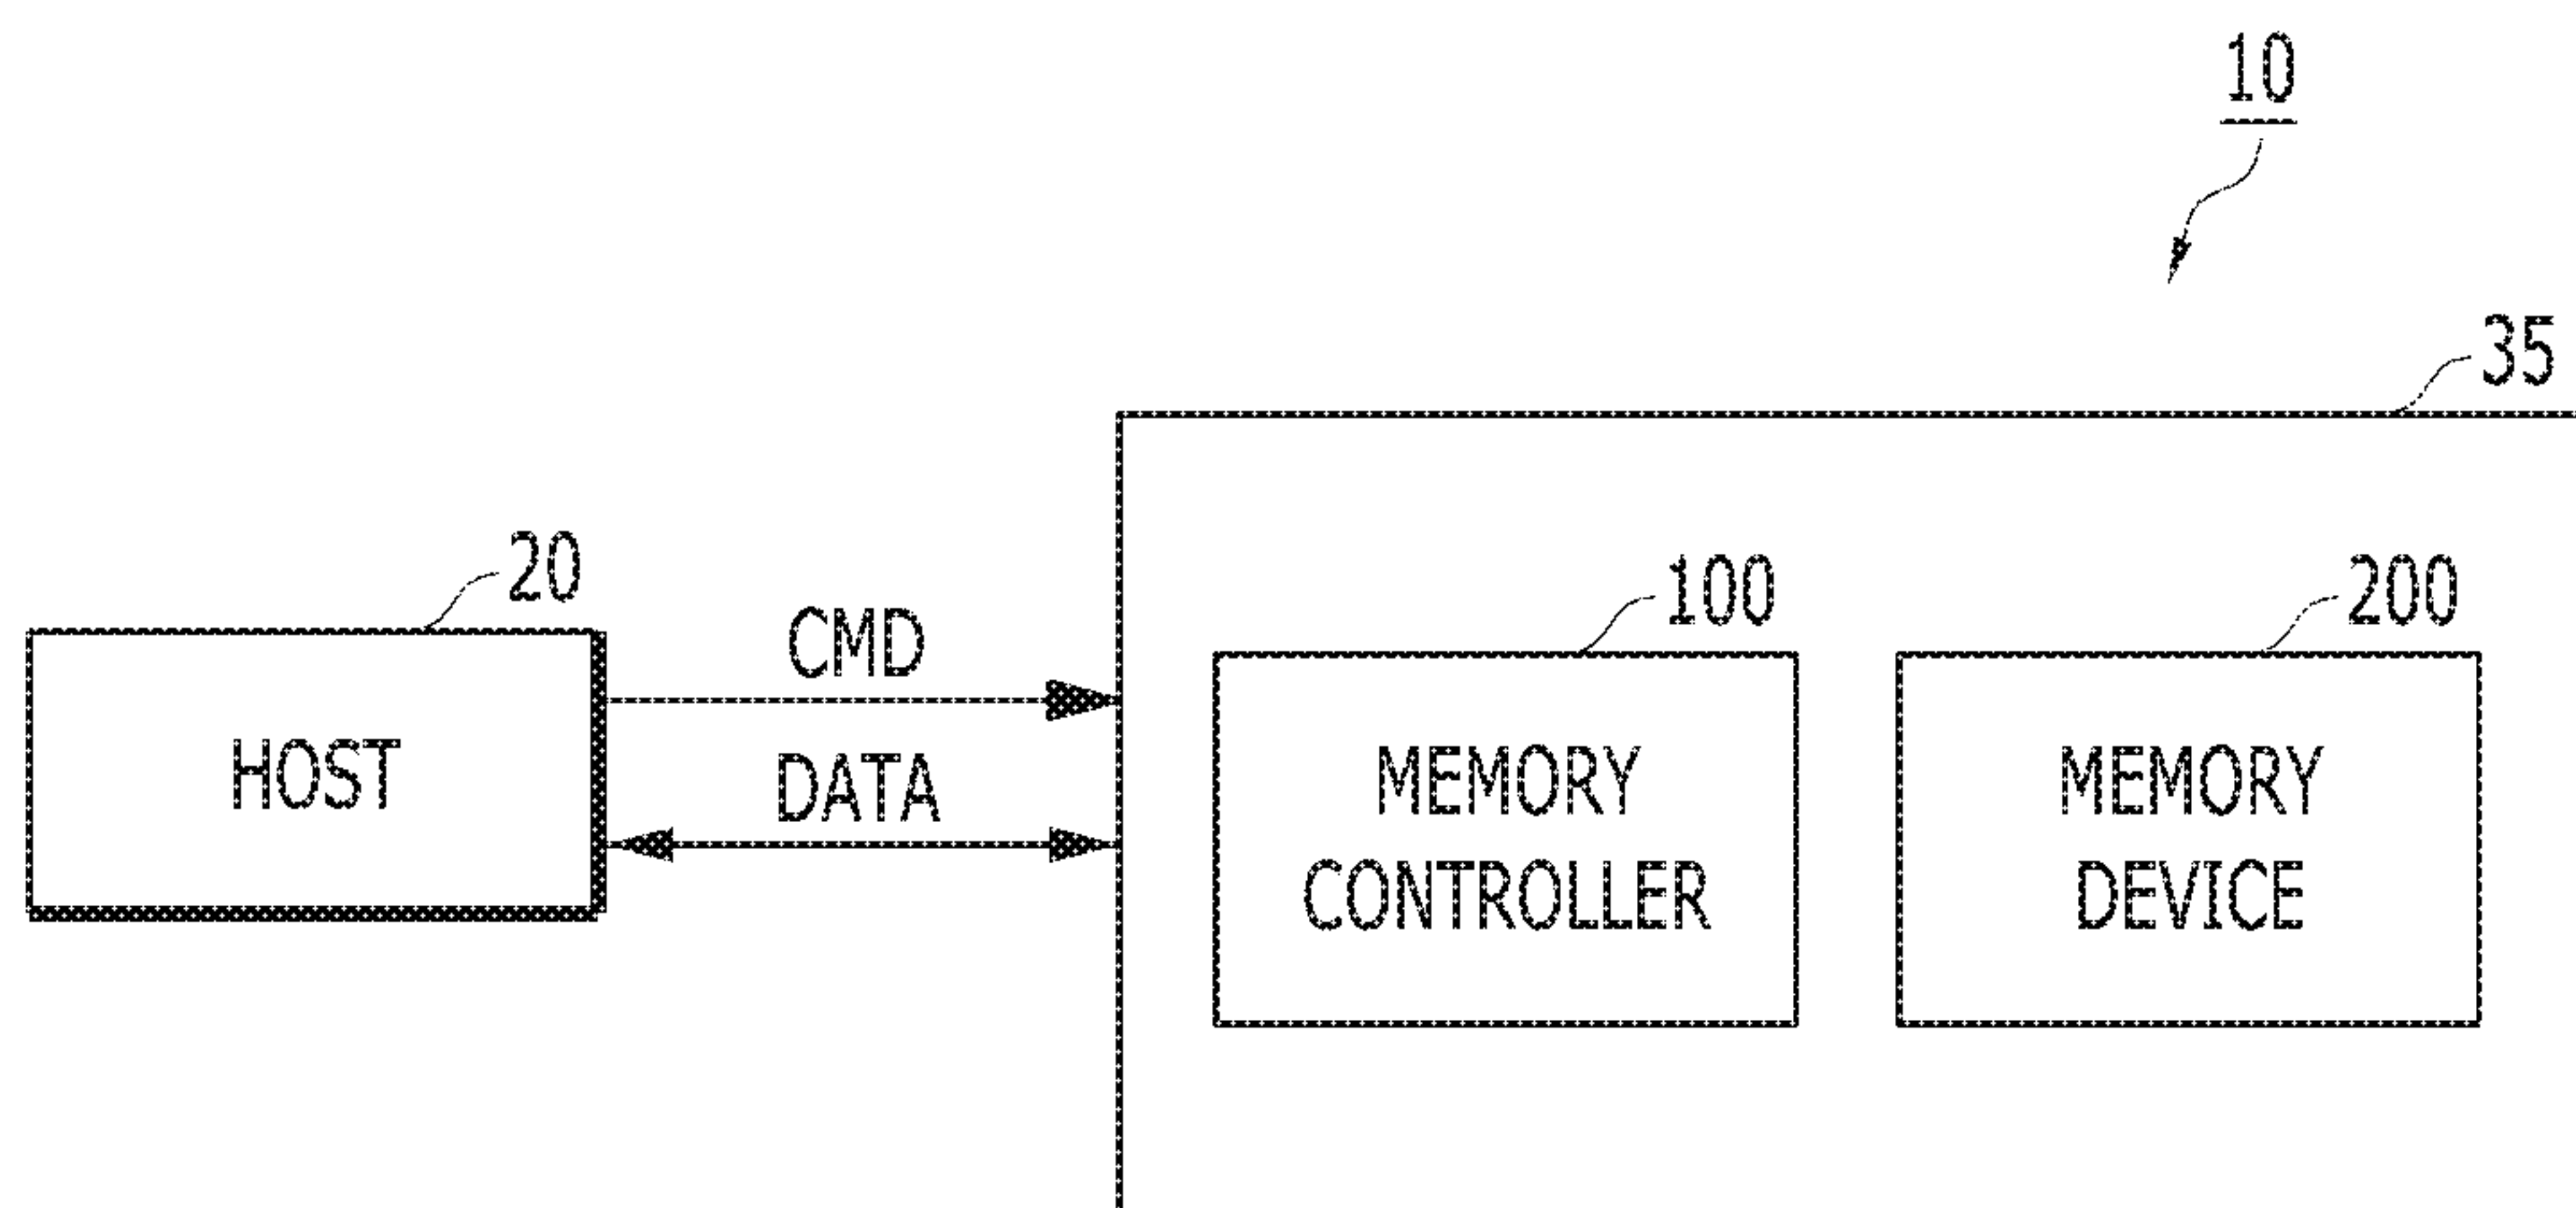 10
35
20
100
200
CMD
HOST
DATA
MEMORY
CONTROLLER
MEMORY
DEVICE